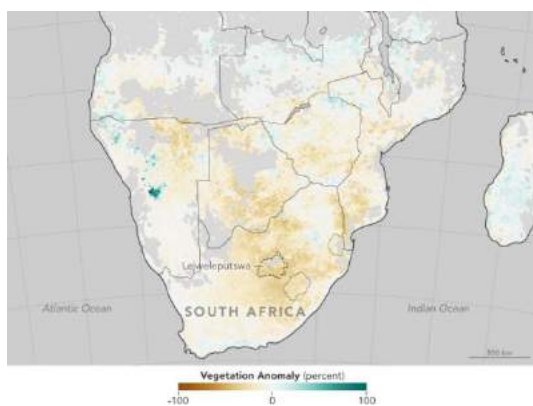 Lejweleputswa
Atlantic Ocean
SOUTH AFRICA
Indian Ocean
Vegetation Anomaly (percent)
-100 0 100